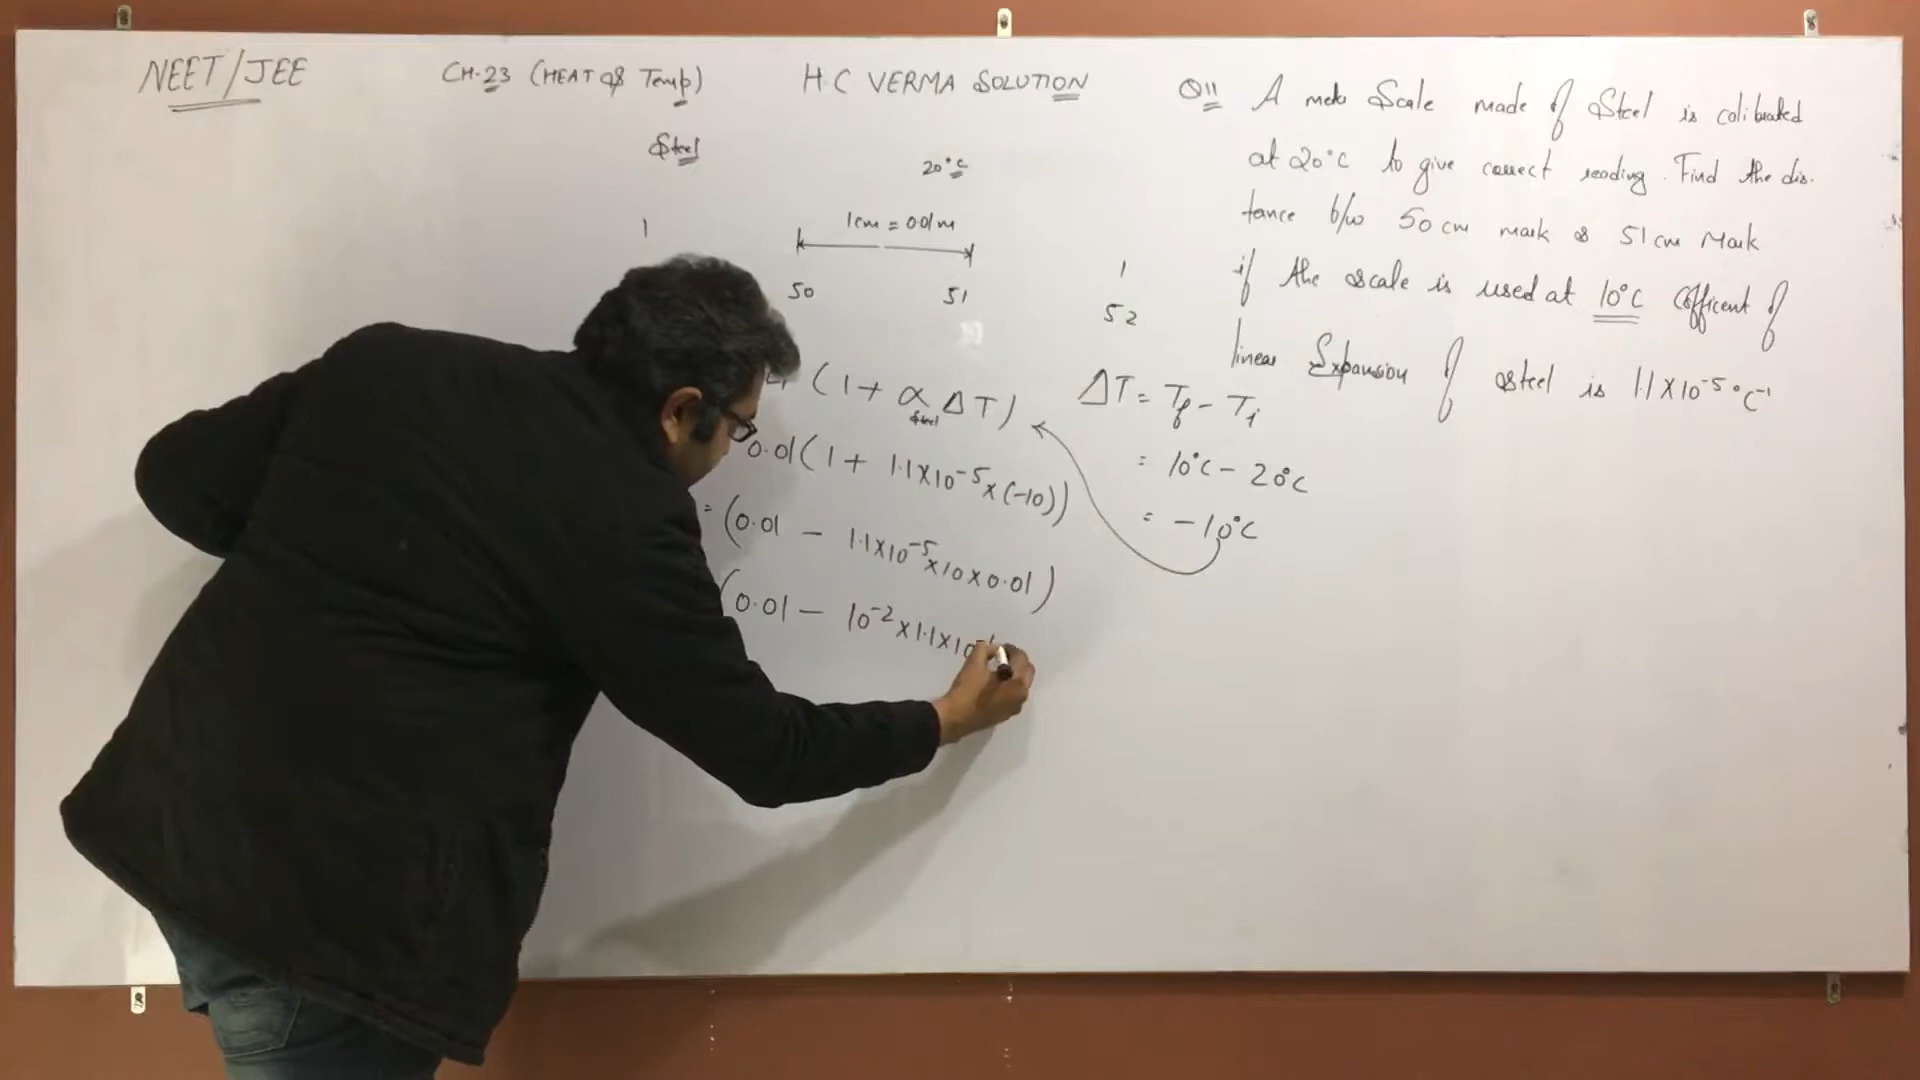 NEET/JEE
CH-23 (HEAT & Temp)
H.C VERMA SOLUTION
Steel
20°C
1
1cm = 0.01m
50
51
1
52
(1 + α ΔT)
steel
0.01(1 + 1.1×10⁻⁵×(-10))
= (0.01 - 1.1×10⁻⁵×10×0.01)
(0.01 - 10⁻²×1.1×10
ΔT = Tf - Ti
= 10°C - 20°C
= -10°C
Q11 A Scale made of Steel is calibrated
at 20°C to give correct reading. Find the dis-
tance b/w 50 cm mark & 51 cm Mark
if the scale is used at 10°C Cofficent of
linear Expansion of steel is 1.1×10⁻⁵ °C⁻¹